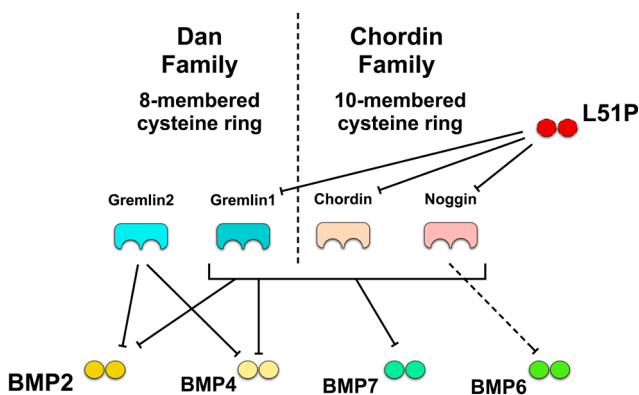 Dan
Family
8-membered
cysteine ring
Chordin
Family
10-membered
cysteine ring
L51P
Gremlin2
Gremlin1
Chordin
Noggin
BMP2
BMP4
BMP7
BMP6